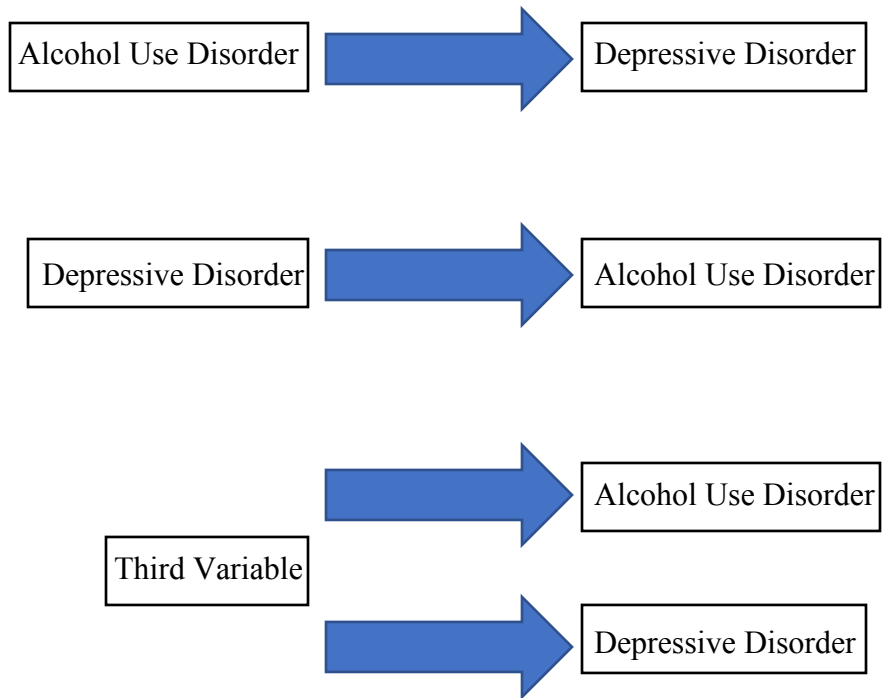 Alcohol Use Disorder
Depressive Disorder
Depressive Disorder
Alcohol Use Disorder
Third Variable
Alcohol Use Disorder
Depressive Disorder